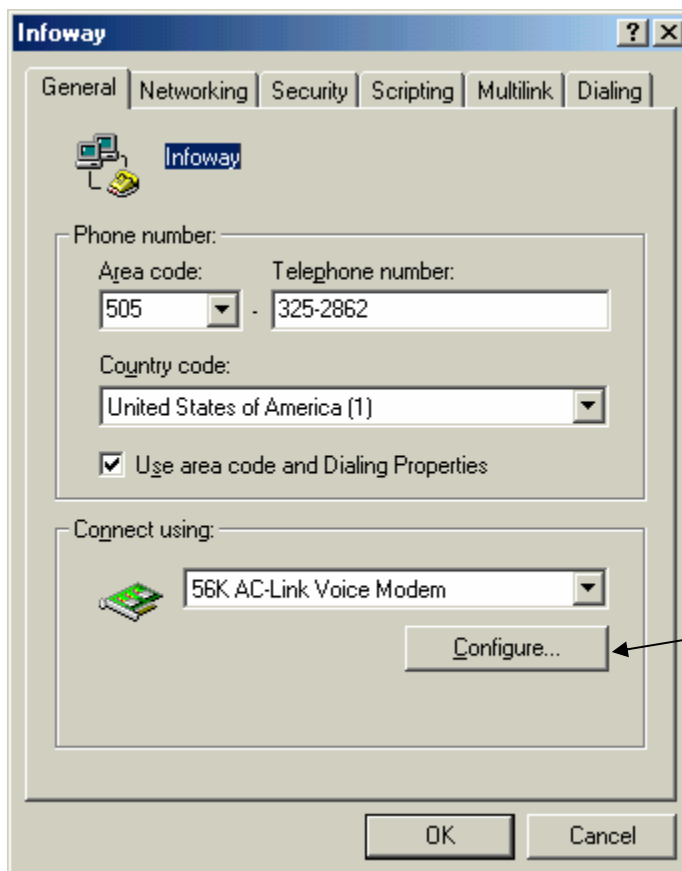 Infoway
General Networking Security Scripting Multilink Dialing
Infoway
Phone number:
Area code: Telephone number:
505 - 325-2862
Country code:
United States of America (1)
Use area code and Dialing Properties
Connect using:
56K AC-Link Voice Modem
Configure...
OK Cancel